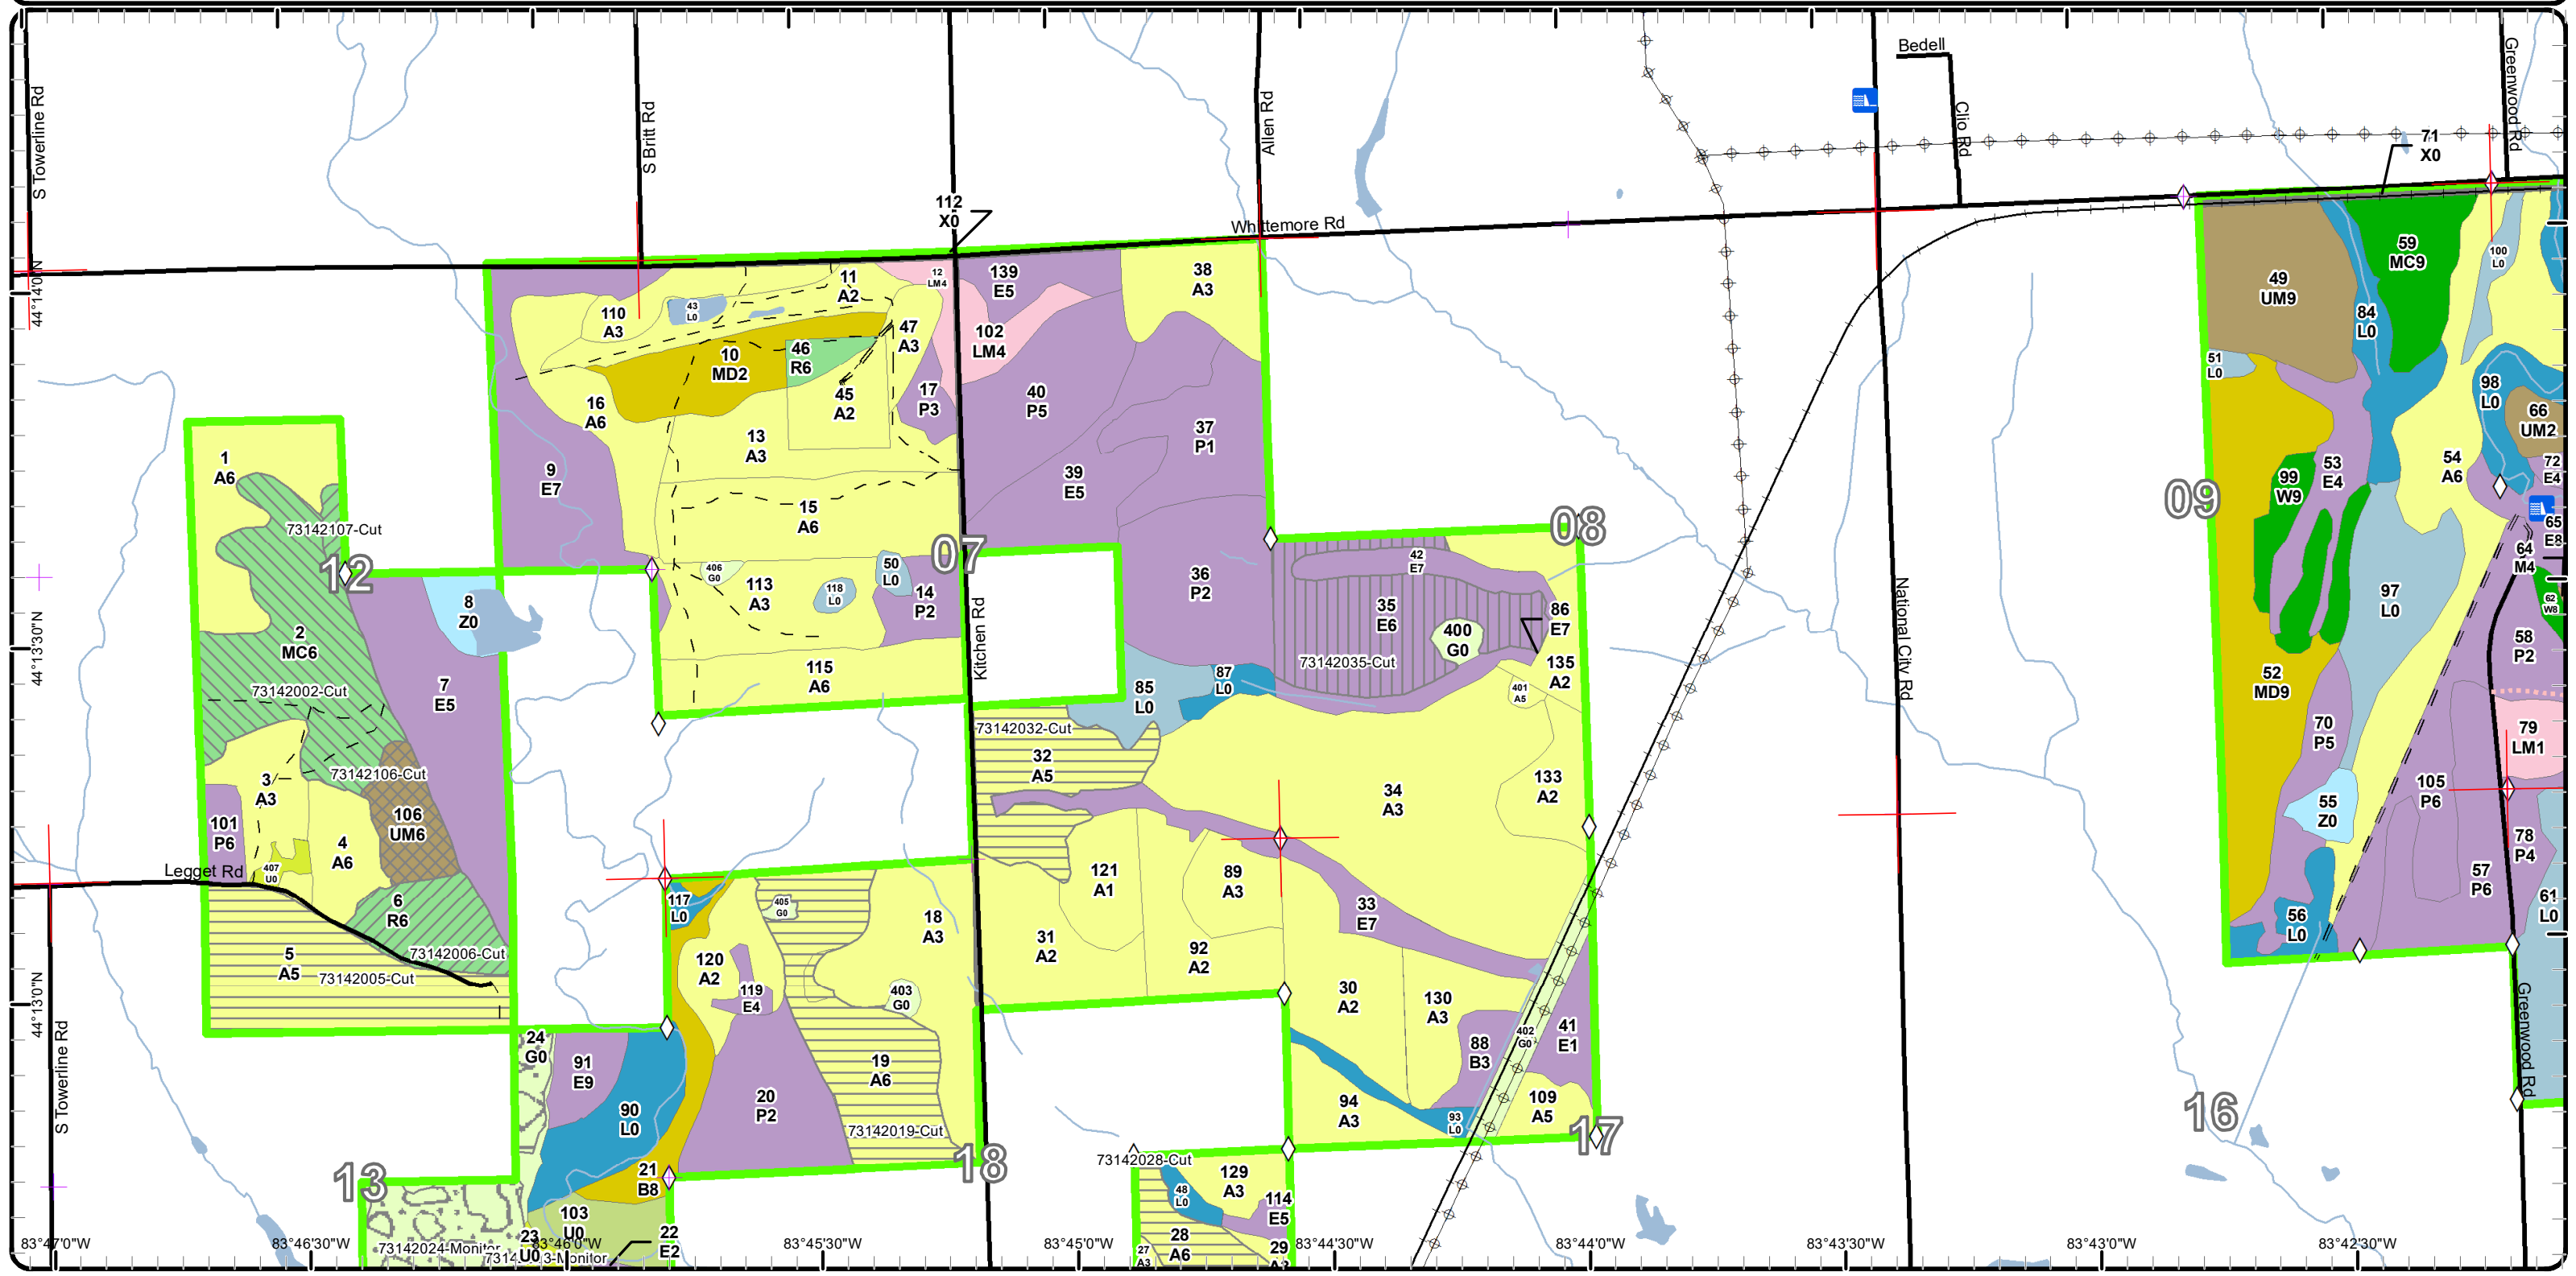 Bedell
S Towerline Rd
S Britt Rd
Allen Rd
Clio Rd
Greenwood Rd
71
X0
112
X0
Whittemore Rd
44°14'0"N
11
A2
12
LM4
139
E5
38
A3
110
A3
43
L0
47
A3
102
LM4
10
MD2
46
R6
45
A2
17
P3
40
P5
16
A6
13
A3
37
P1
9
E7
39
E5
15
A6
49
UM9
59
MC9
100
L0
84
L0
51
L0
98
L0
66
UM2
54
A6
72
E4
53
E4
99
W9
09
65
E8
64
M4
62
W8
97
L0
58
P2
52
MD9
70
P5
79
LM1
105
P6
55
Z0
78
P4
57
P6
61
L0
56
L0
1
A6
73142107-Cut
12
07
08
42
E7
8
Z0
406
G0
113
A3
118
L0
50
L0
14
P2
36
P2
35
E6
400
G0
86
E7
44°13'30"N
2
MC6
Kitchen Rd
National City Rd
73142035-Cut
135
A2
401
A5
115
A6
85
L0
87
L0
73142002-Cut
7
E5
73142032-Cut
32
A5
73142106-Cut
3
A3
34
A3
133
A2
101
P6
106
UM6
4
A6
407
U0
Legget Rd
121
A1
89
A3
6
R6
117
L0
405
G0
18
A3
33
E7
31
A2
92
A2
5
A5
73142006-Cut
73142005-Cut
120
A2
119
E4
403
G0
30
A2
130
A3
44°13'0"N
S Towerline Rd
24
G0
91
E9
19
A6
88
B3
402
G0
41
E1
20
P2
90
L0
94
A3
93
L0
109
A5
73142019-Cut
Greenwood Rd
16
17
18
13
21
B8
73142028-Cut
129
A3
48
L0
114
E5
103
U0
23
U0
22
E2
28
A6
27
A3
29
73142024-Monitor
83°47'0"W
83°46'30"W
83°46'0"W
83°45'30"W
83°45'0"W
83°44'30"W
83°44'0"W
83°43'30"W
83°43'0"W
83°42'30"W